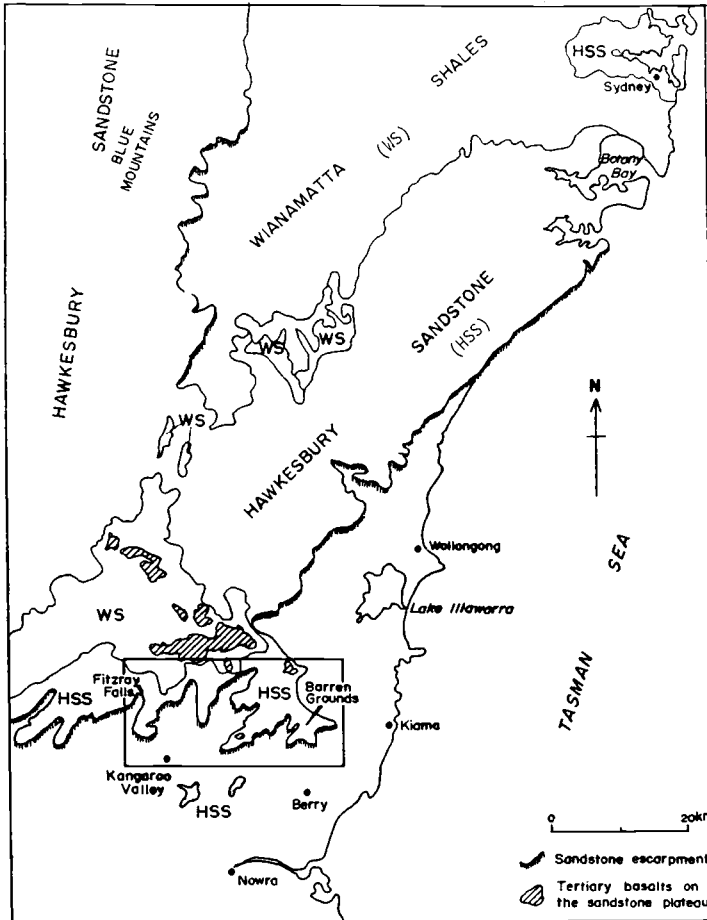 HSS
Sydney
SANDSTONE
BLUE
MOUNTAINS
SHALES
(WS)
WIANAMATTA
Botany
Bay
HAWKESBURY
SANDSTONE
(HSS)
WS
WS
WS
N
HAWKESBURY
Wollongong
SEA
Lake Illawarra
WS
TASMAN
HSS
Fitzroy
Falls
HSS
Barren
Grounds
Kiama
Kangaroo
Valley
HSS
Berry
0 20km
Nowra
Sandstone escarpment
Tertiary basalts on
the sandstone plateau